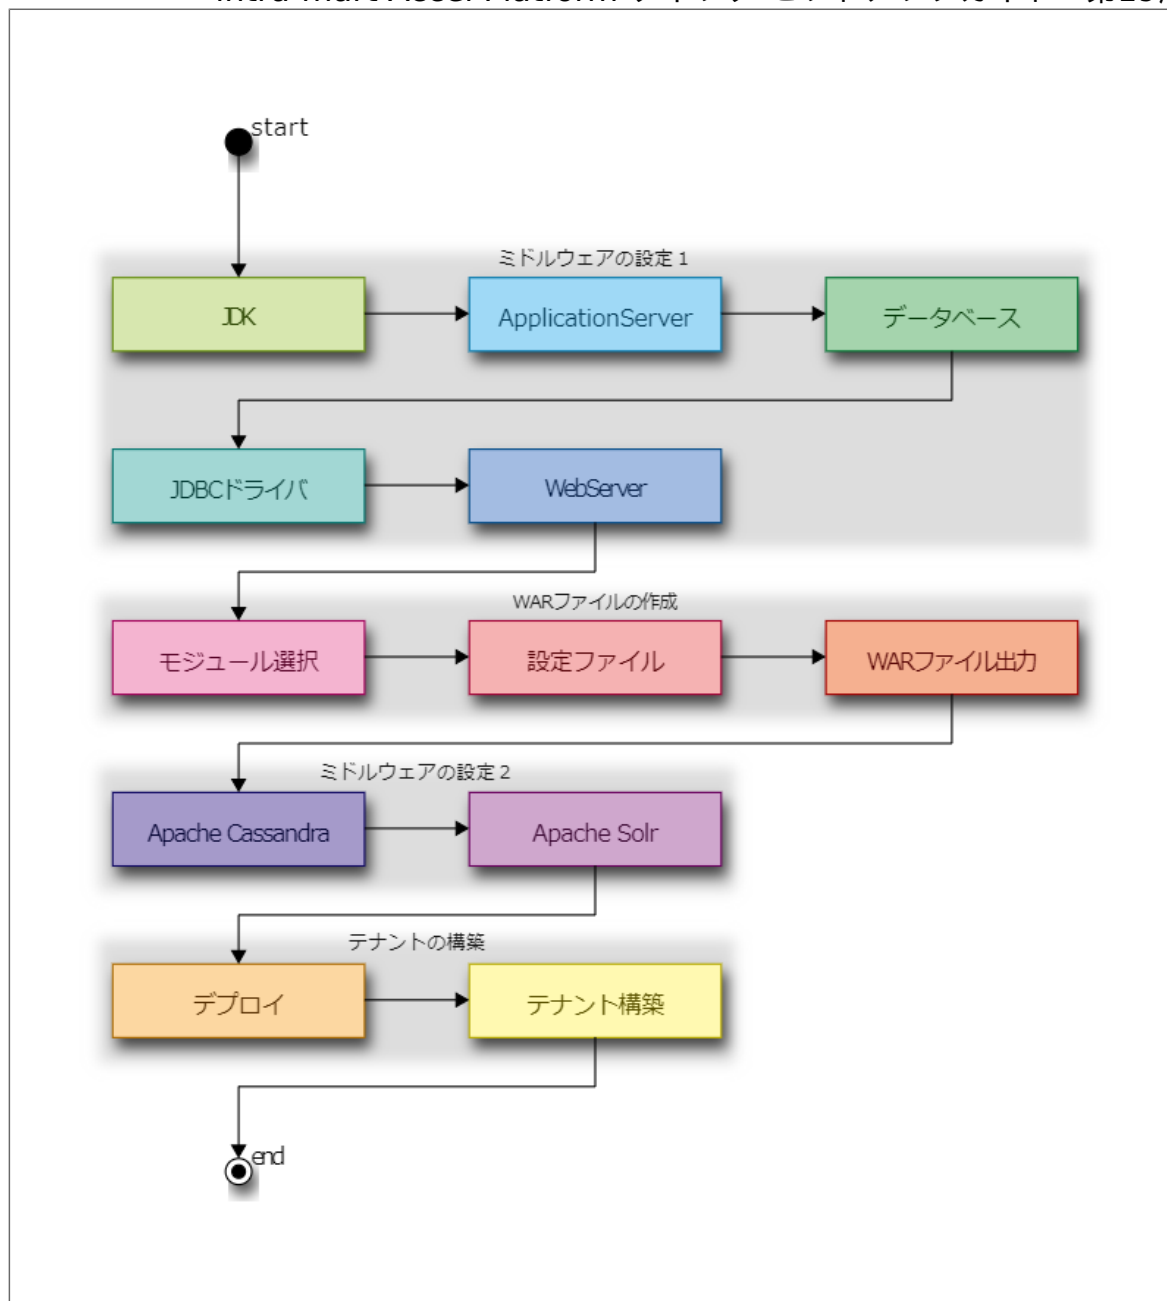 start
ミドルウェアの設定1
JDK
ApplicationServer
データベース
JDBCドライバ
WebServer
WARファイルの作成
モジュール選択
設定ファイル
WARファイル出力
ミドルウェアの設定2
Apache Cassandra
Apache Solr
テナントの構築
デプロイ
テナント構築
end